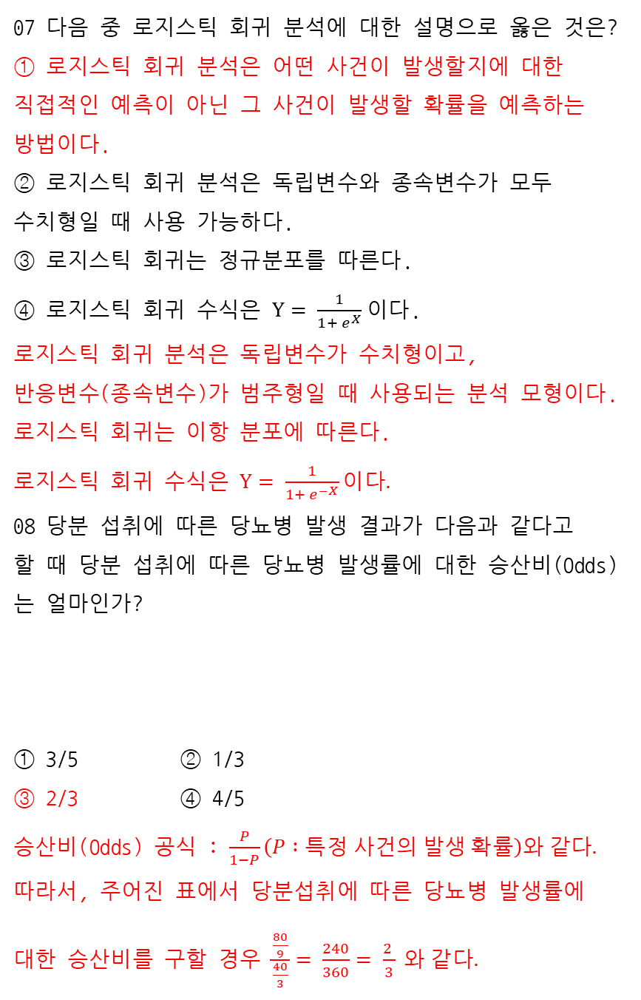 07 다음 중 로지스틱 회귀 분석에 대한 설명으로 옳은 것은?
① 로지스틱 회귀 분석은 어떤 사건이 발생할지에 대한
직접적인 예측이 아닌 그 사건이 발생할 확률을 예측하는
방법이다.
② 로지스틱 회귀 분석은 독립변수와 종속변수가 모두
수치형일 때 사용 가능하다.
③ 로지스틱 회귀는 정규분포를 따른다.
④ 로지스틱 회귀 수식은 Y = 1/(1+e^X) 이다.
로지스틱 회귀 분석은 독립변수가 수치형이고,
반응변수(종속변수)가 범주형일 때 사용되는 분석 모형이다.
로지스틱 회귀는 이항 분포에 따른다.
로지스틱 회귀 수식은 Y = 1/(1+e^−X) 이다.
08 당분 섭취에 따른 당뇨병 발생 결과가 다음과 같다고
할 때 당분 섭취에 따른 당뇨병 발생률에 대한 승산비(Odds)
는 얼마인가?
① 3/5 ② 1/3
③ 2/3 ④ 4/5
승산비(Odds) 공식 : P/(1−P) (P : 특정 사건의 발생 확률)와 같다.
따라서, 주어진 표에서 당분섭취에 따른 당뇨병 발생률에
대한 승산비를 구할 경우 (80/9)/(40/3) = 240/360 = 2/3 와 같다.